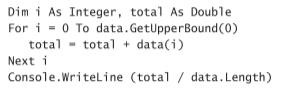 Dim i As Integer, total As Double
For i = 0 To data.GetUpperBound(0)
   total = total + data(i)
Next i
Console.WriteLine (total / data.Length)